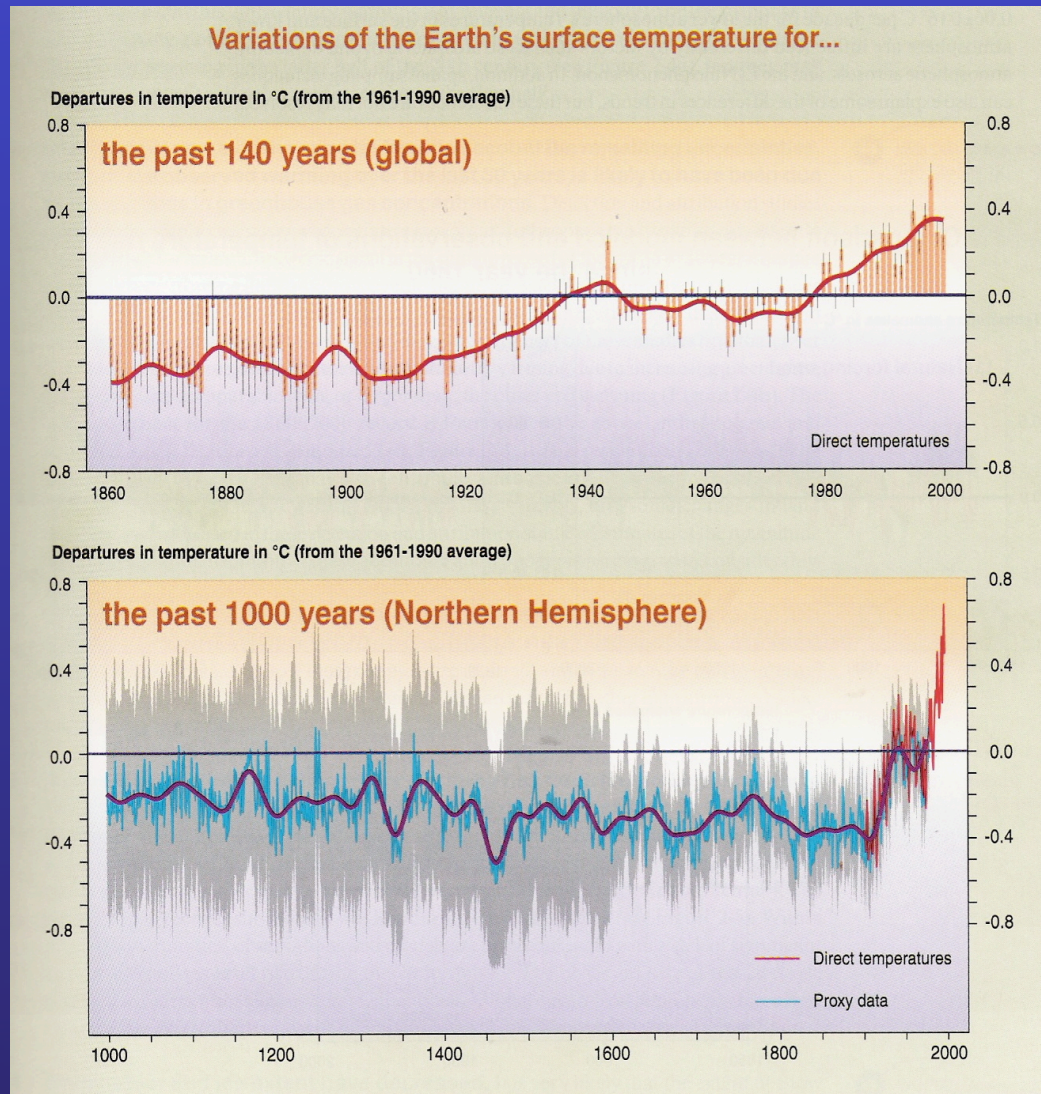 Variations of the Earth's surface temperature for...
Departures in temperature in °C (from the 1961-1990 average)
0.8 0.8
the past 140 years (global)
0.4 0.4
0.0 0.0
-0.4 -0.4
Direct temperatures
-0.8 -0.8
1860 1880 1900 1920 1940 1960 1980 2000
Departures in temperature in °C (from the 1961-1990 average)
0.8 0.8
the past 1000 years (Northern Hemisphere)
0.4 0.4
0.0 0.0
-0.4 -0.4
-0.8 -0.8
Direct temperatures
Proxy data
1000 1200 1400 1600 1800 2000